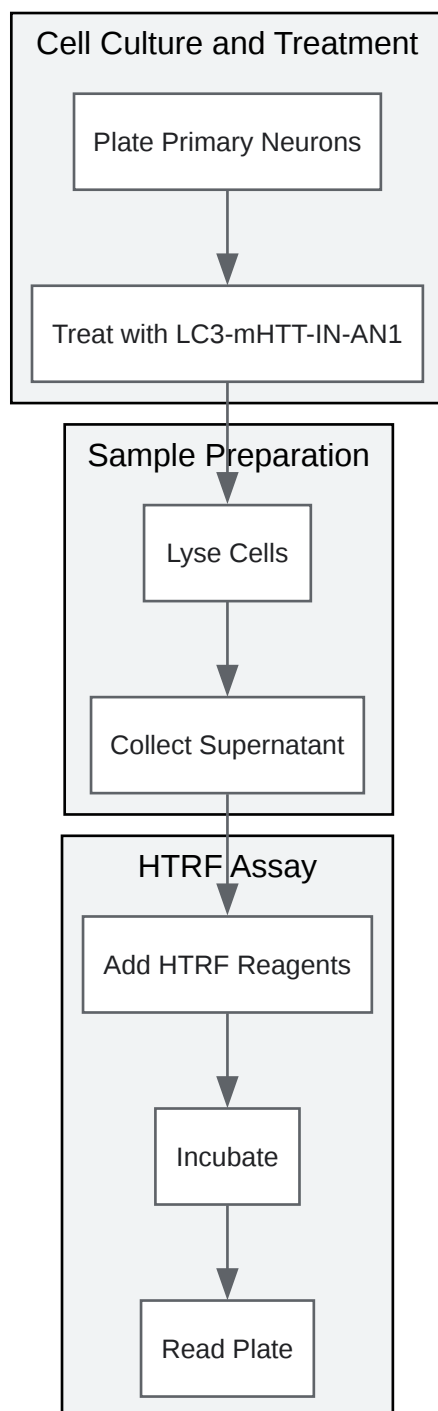 Cell Culture and Treatment
Plate Primary Neurons
Treat with LC3-mHTT-IN-AN1
Sample Preparation
Lyse Cells
Collect Supernatant
HTRF Assay
Add HTRF Reagents
Incubate
Read Plate